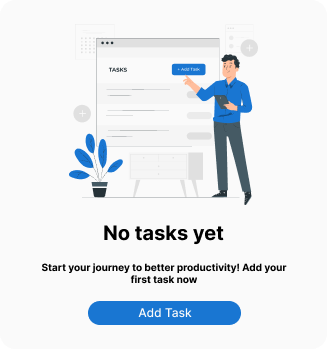 TASKS
+ Add Task
No tasks yet
Start your journey to better productivity! Add your
first task now
Add Task